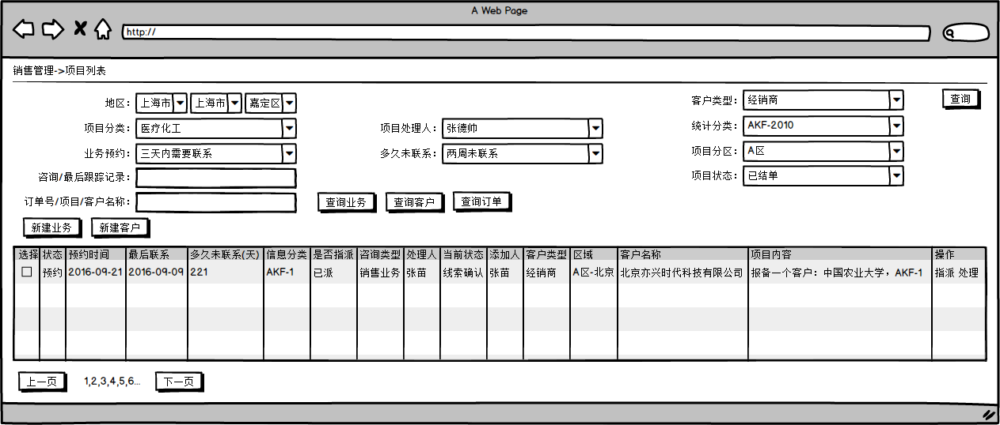 A Web Page
http://
销售管理->项目列表
地区： 上海市 上海市 嘉定区 客户类型： 经销商 查询
项目分类： 医疗化工 项目处理人： 张德帅 统计分类： AKF-2010
业务预约： 三天内需要联系 多久未联系： 两周未联系 项目分区： A区
咨询/最后跟踪记录： 项目状态： 已结单
订单号/项目/客户名称： 查询业务 查询客户 查询订单
新建业务 新建客户
选择 状态 预约时间 最后联系 多久未联系(天) 信息分类 是否指派 咨询类型 处理人 当前状态 添加人 客户类型 区域 客户名称 项目内容 操作
预约 2016-09-21 2016-09-09 221 AKF-1 已派 销售业务 张苗 线索确认 张苗 经销商 A区-北京 北京亦兴时代科技有限公司 报备一个客户：中国农业大学，AKF-1 指派 处理
上一页 1,2,3,4,5,6... 下一页